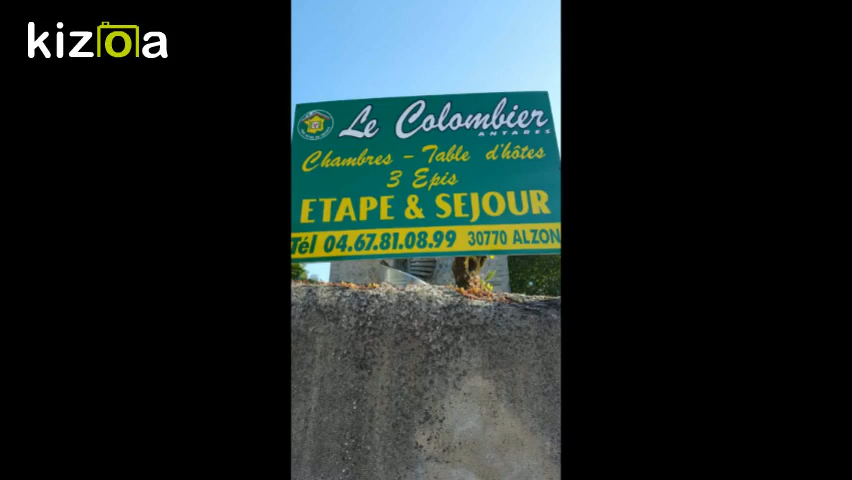 kizoa
Le Colombier
ANTARES
Chambres - Table d'hôtes
3 Epis
ETAPE & SEJOUR
Tél 04.67.81.08.99 30770 ALZON